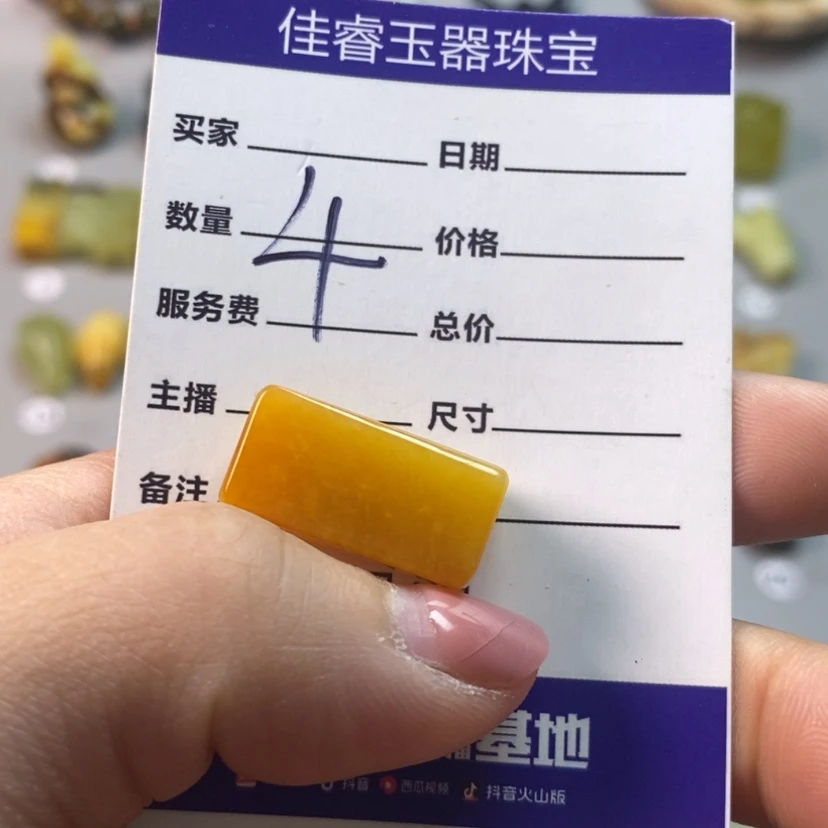 佳睿玉器珠宝
买家 日期
数量 4 价格
服务费 总价
主播 尺寸
备注
播基地
抖音 西瓜视频 抖音火山版